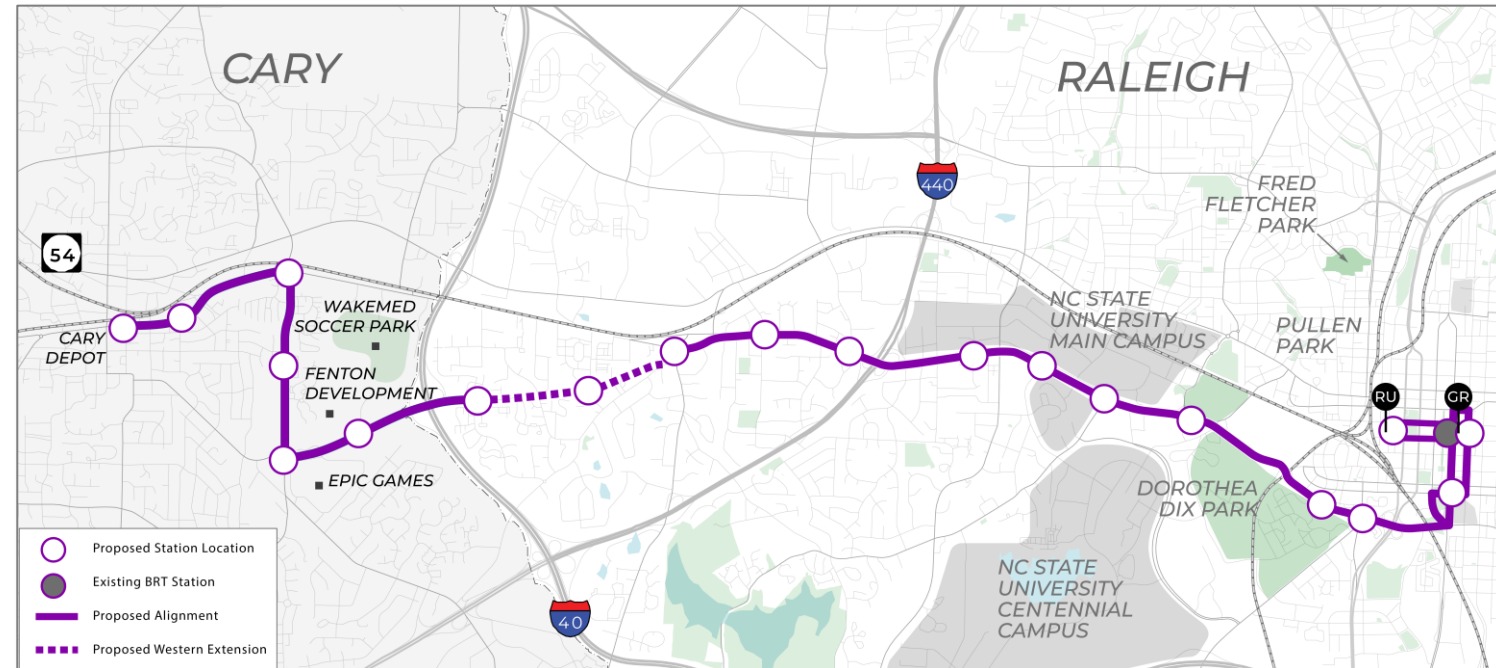 CARY
RALEIGH
440
FRED
FLETCHER
PARK
54
WAKEMED
SOCCER PARK
NC STATE
UNIVERSITY
MAIN CAMPUS
PULLEN
PARK
CARY
DEPOT
FENTON
DEVELOPMENT
RU
GR
EPIC GAMES
DOROTHEA
DIX PARK
NC STATE
UNIVERSITY
CENTENNIAL
CAMPUS
40
Proposed Station Location
Existing BRT Station
Proposed Alignment
Proposed Western Extension